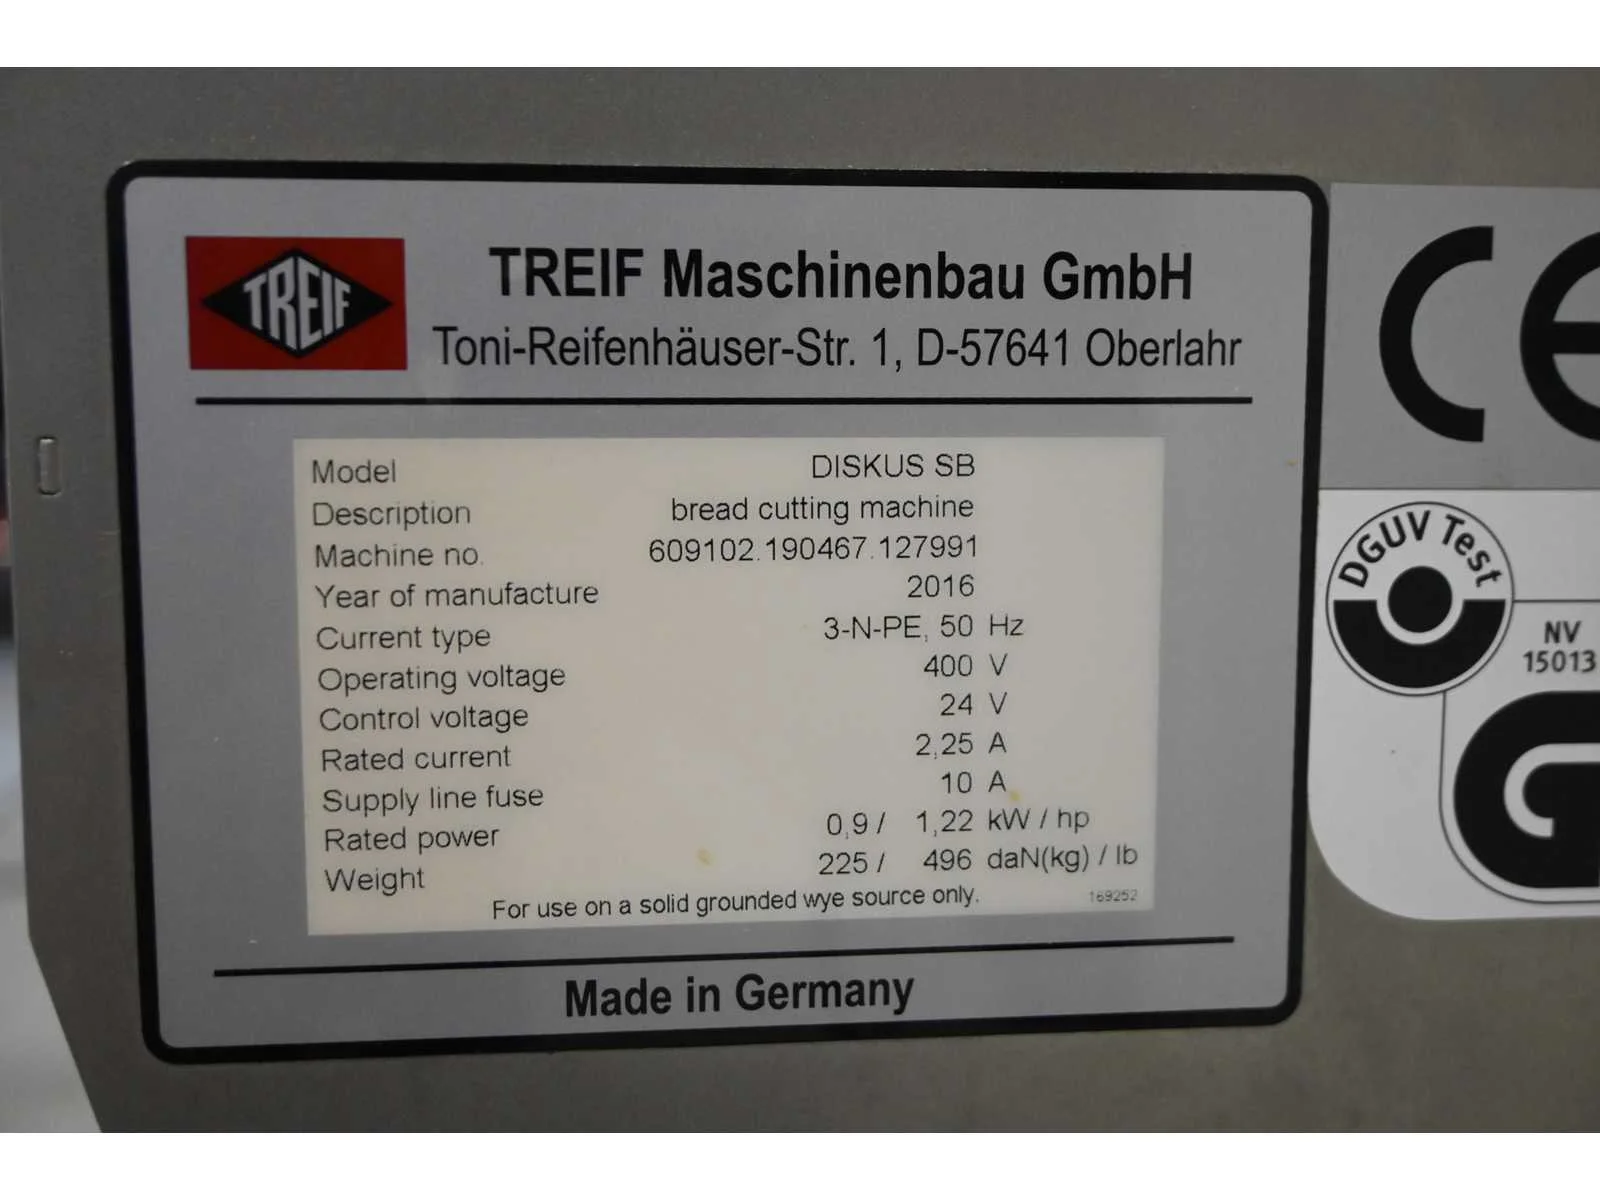 TREIF
TREIF Maschinenbau GmbH
Toni-Reifenhäuser-Str. 1, D-57641 Oberlahr
Model DISKUS SB
Description bread cutting machine
Machine no. 609102.190467.127991
Year of manufacture 2016
Current type 3-N-PE, 50 Hz
Operating voltage 400 V
Control voltage 24 V
Rated current 2,25 A
Supply line fuse 10 A
Rated power 0,9 / 1,22 kW / hp
Weight 225 / 496 daN(kg) / lb
For use on a solid grounded wye source only. 169252
Made in Germany
CE
DGUV Test
NV
15013